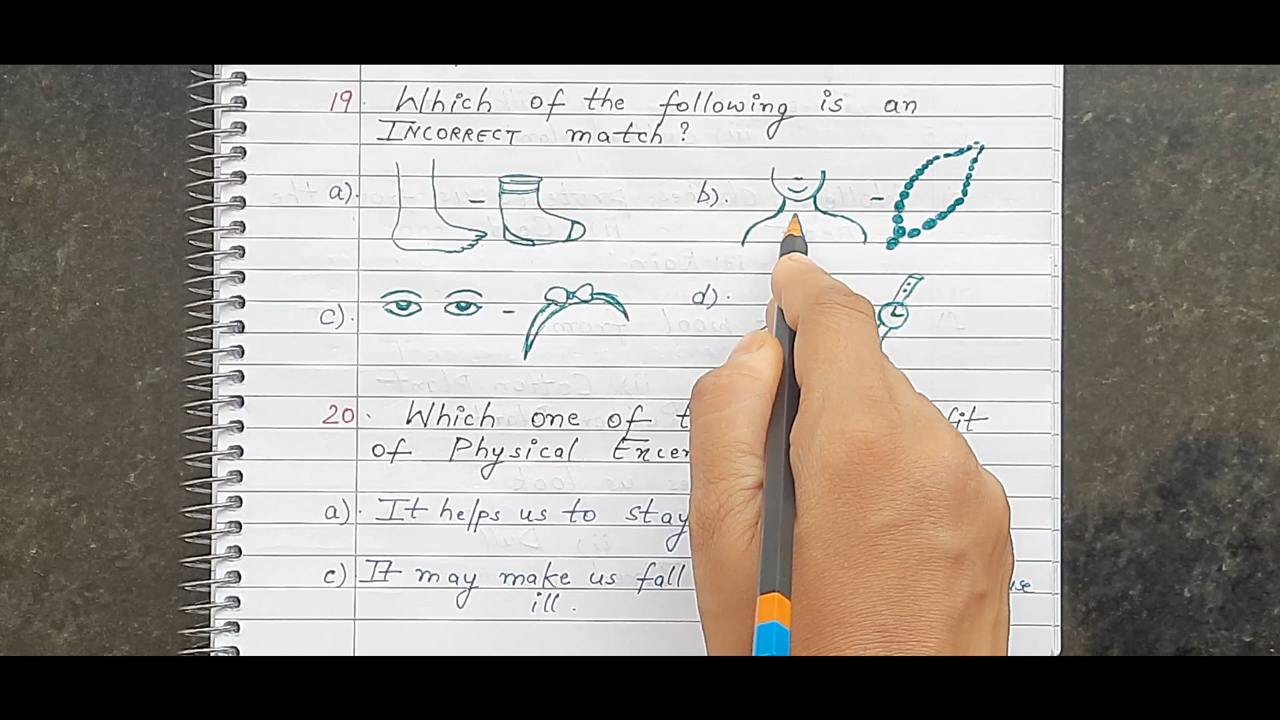 19. Which of the following is an
INCORRECT match?
a). - b). -
c). - d).
20. Which one of fit
of Physical
a). It helps us to stay
c) It may make us fall
ill.